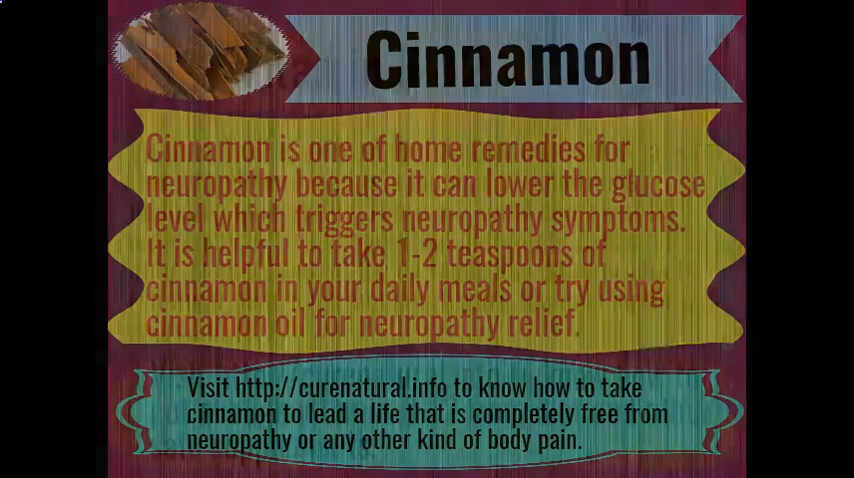 Cinnamon
Cinnamon is one of home remedies for
neuropathy because it can lower the glucose
level which triggers neuropathy symptoms.
It is helpful to take 1-2 teaspoons of
cinnamon in your daily meals or try using
cinnamon oil for neuropathy relief.
Visit http://curenatural.info to know how to take
cinnamon to lead a life that is completely free from
neuropathy or any other kind of body pain.